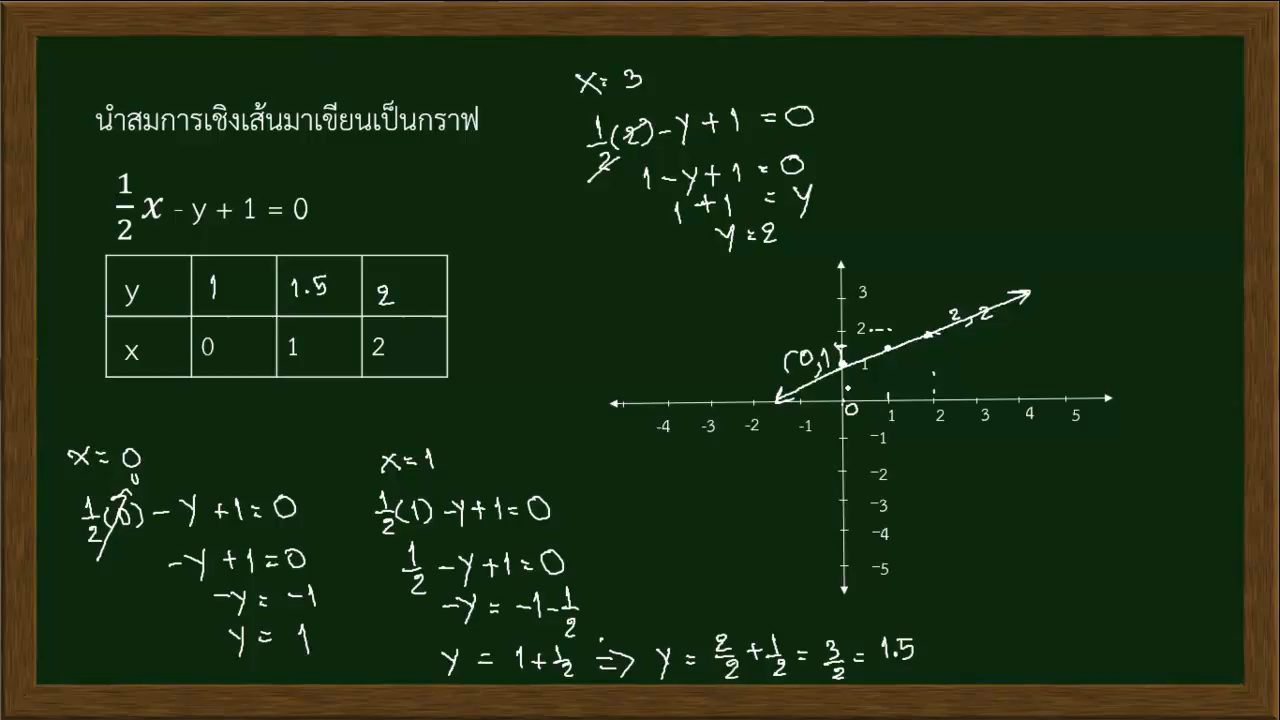 นำสมการเชิงเส้นมาเขียนเป็นกราฟ
1/2 x - y + 1 = 0
y 1 1.5 2
x 0 1 2
x = 3
1/2 (2) - y + 1 = 0
1 - y + 1 = 0
1 + 1 = y
y = 2
x = 0
0
1/2 (0) - y + 1 = 0
-y + 1 = 0
-y = -1
y = 1
x = 1
1/2 (1) - y + 1 = 0
1/2 - y + 1 = 0
-y = -1 - 1/2
y = 1 + 1/2 => y = 2/2 + 1/2 = 3/2 = 1.5
3
2
1
(0,1)
2,2
0
-4 -3 -2 -1 1 2 3 4 5
-1
-2
-3
-4
-5